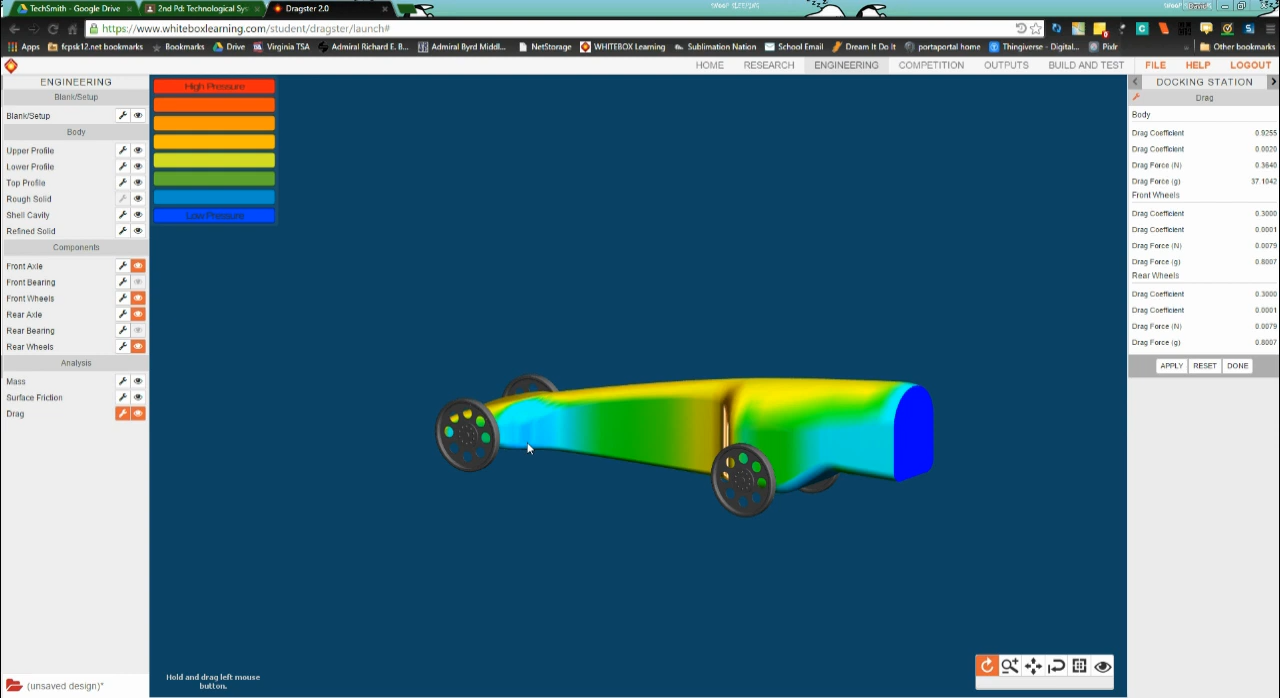 TechSmith - Google Drive
2nd Pd: Technological Sys
Dragster 2.0
https://www.whiteboxlearning.com/student/dragster/launch#
Apps
fcpsk12.net bookmarks
Bookmarks
Drive
Virginia TSA
Admiral Richard E. B...
Admiral Byrd Middl...
NetStorage
WHITEBOX Learning
Sublimation Nation
School Email
Dream It Do It
portaportal home
Thingiverse - Digital...
Pixlr
Other bookmarks
HOME
RESEARCH
ENGINEERING
COMPETITION
OUTPUTS
BUILD AND TEST
FILE
HELP
LOGOUT
ENGINEERING
Blank/Setup
Blank/Setup
Body
Upper Profile
Lower Profile
Top Profile
Rough Solid
Shell Cavity
Refined Solid
Components
Front Axle
Front Bearing
Front Wheels
Rear Axle
Rear Bearing
Rear Wheels
Analysis
Mass
Surface Friction
Drag
(unsaved design)*
High Pressure
Low Pressure
Hold and drag left mouse
button.
DOCKING STATION
Drag
Body
Drag Coefficient 0.9255
Drag Coefficient 0.0020
Drag Force (N) 0.3640
Drag Force (g) 37.1042
Front Wheels
Drag Coefficient 0.3000
Drag Coefficient 0.0001
Drag Force (N) 0.0079
Drag Force (g) 0.8007
Rear Wheels
Drag Coefficient 0.3000
Drag Coefficient 0.0001
Drag Force (N) 0.0079
Drag Force (g) 0.8007
APPLY
RESET
DONE